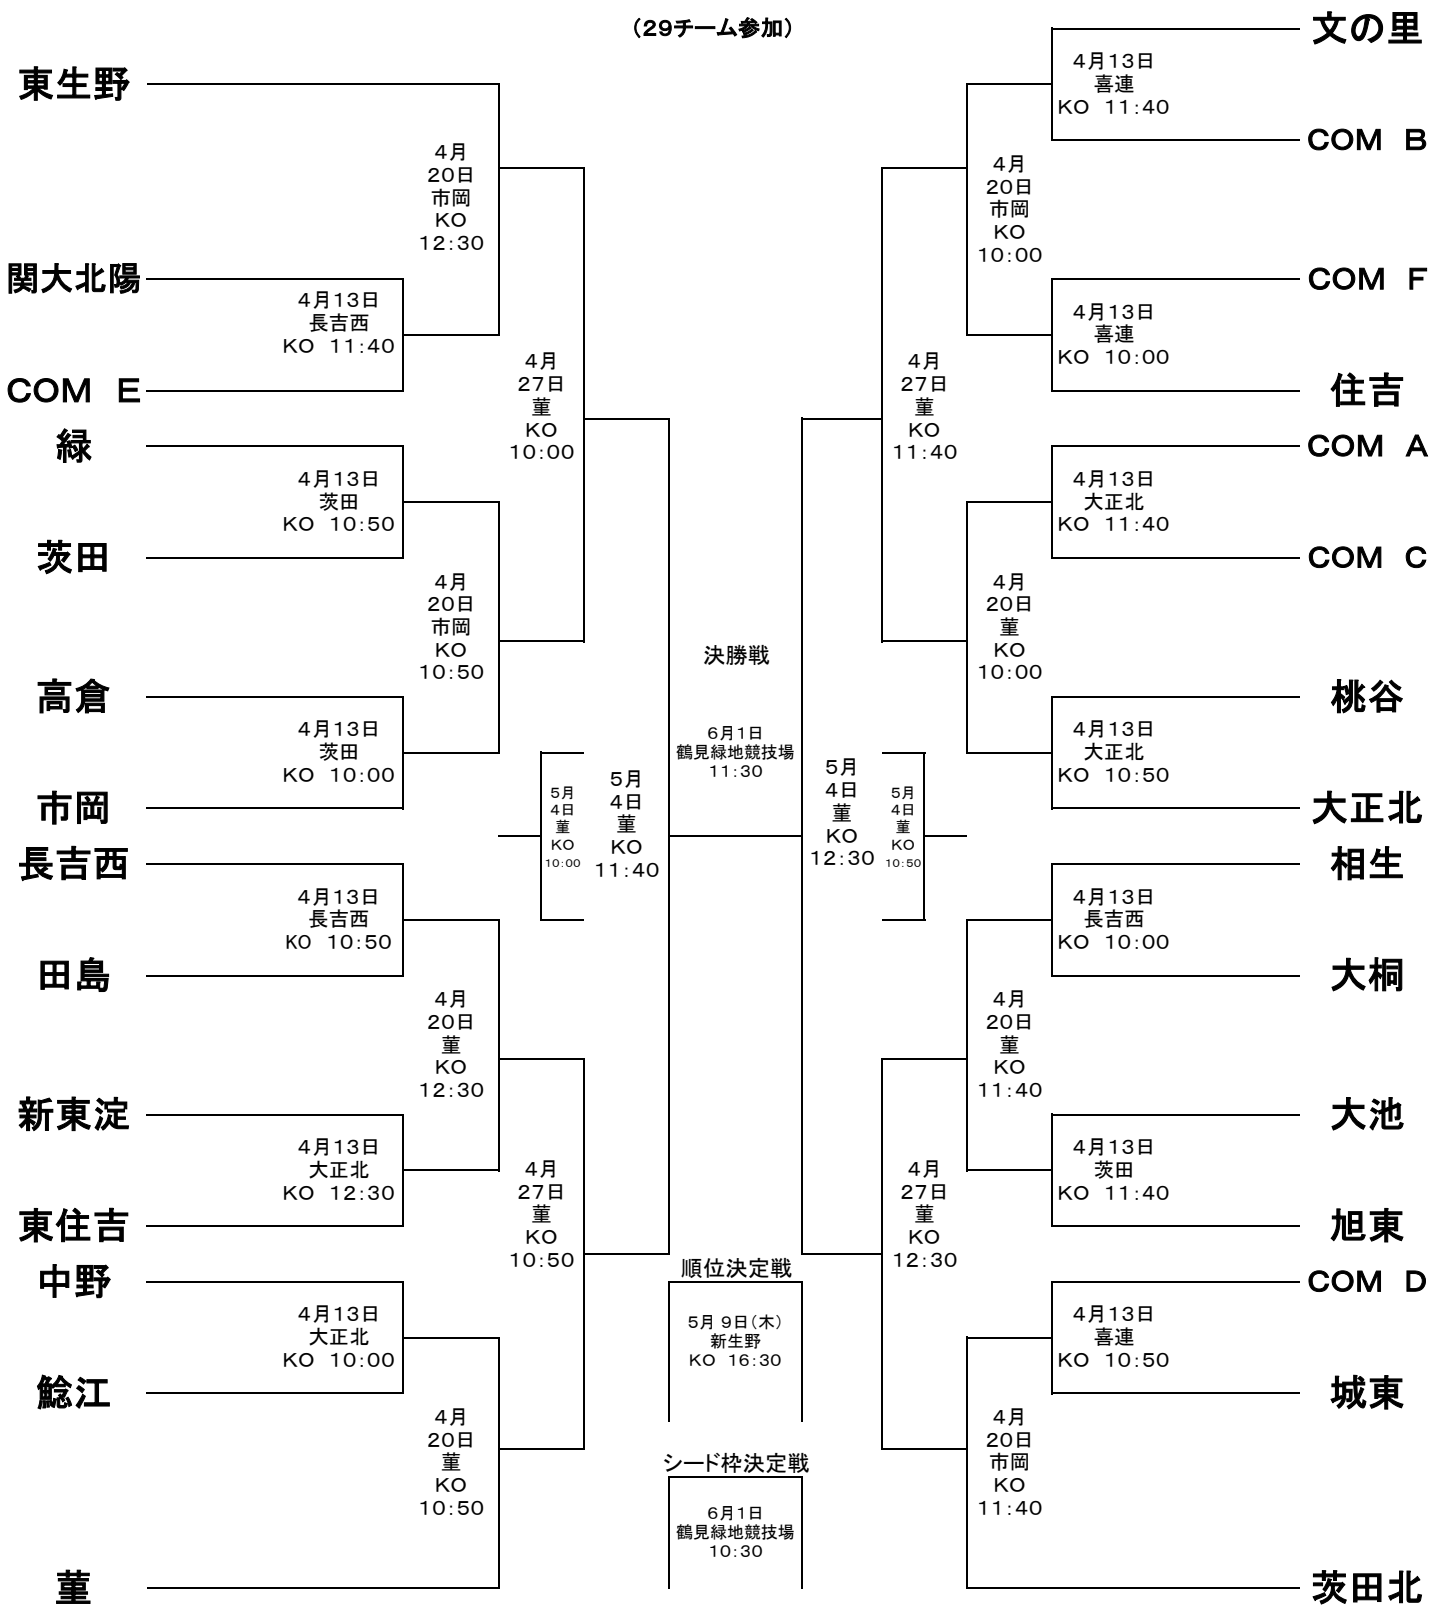 （29チーム参加）
東生野
4月
20日
市岡
KO
12:30
関大北陽
4月13日
長吉西
KO 11:40
COM E
4月
27日
菫
KO
10:00
緑
4月13日
茨田
KO 10:50
茨田
4月
20日
市岡
KO
10:50
高倉
4月13日
茨田
KO 10:00
市岡
5月
4日
菫
KO
10:00
5月
4日
菫
KO
11:40
長吉西
4月13日
長吉西
KO 10:50
田島
4月
20日
菫
KO
12:30
新東淀
4月13日
大正北
KO 12:30
東住吉
4月
27日
菫
KO
10:50
中野
4月13日
大正北
KO 10:00
鯰江
4月
20日
菫
KO
10:50
菫
決勝戦
6月1日
鶴見緑地競技場
11:30
順位決定戦
5月 9日（木）
新生野
KO 16:30
シード枠決定戦
6月1日
鶴見緑地競技場
10:30
文の里
4月13日
喜連
KO 11:40
COM B
4月
20日
市岡
KO
10:00
COM F
4月13日
喜連
KO 10:00
住吉
4月
27日
菫
KO
11:40
COM A
4月13日
大正北
KO 11:40
COM C
4月
20日
菫
KO
10:00
桃谷
4月13日
大正北
KO 10:50
大正北
5月
4日
菫
KO
12:30
5月
4日
菫
KO
10:50
相生
4月13日
長吉西
KO 10:00
大桐
4月
20日
菫
KO
11:40
大池
4月13日
茨田
KO 11:40
旭東
4月
27日
菫
KO
12:30
COM D
4月13日
喜連
KO 10:50
城東
4月
20日
市岡
KO
11:40
茨田北